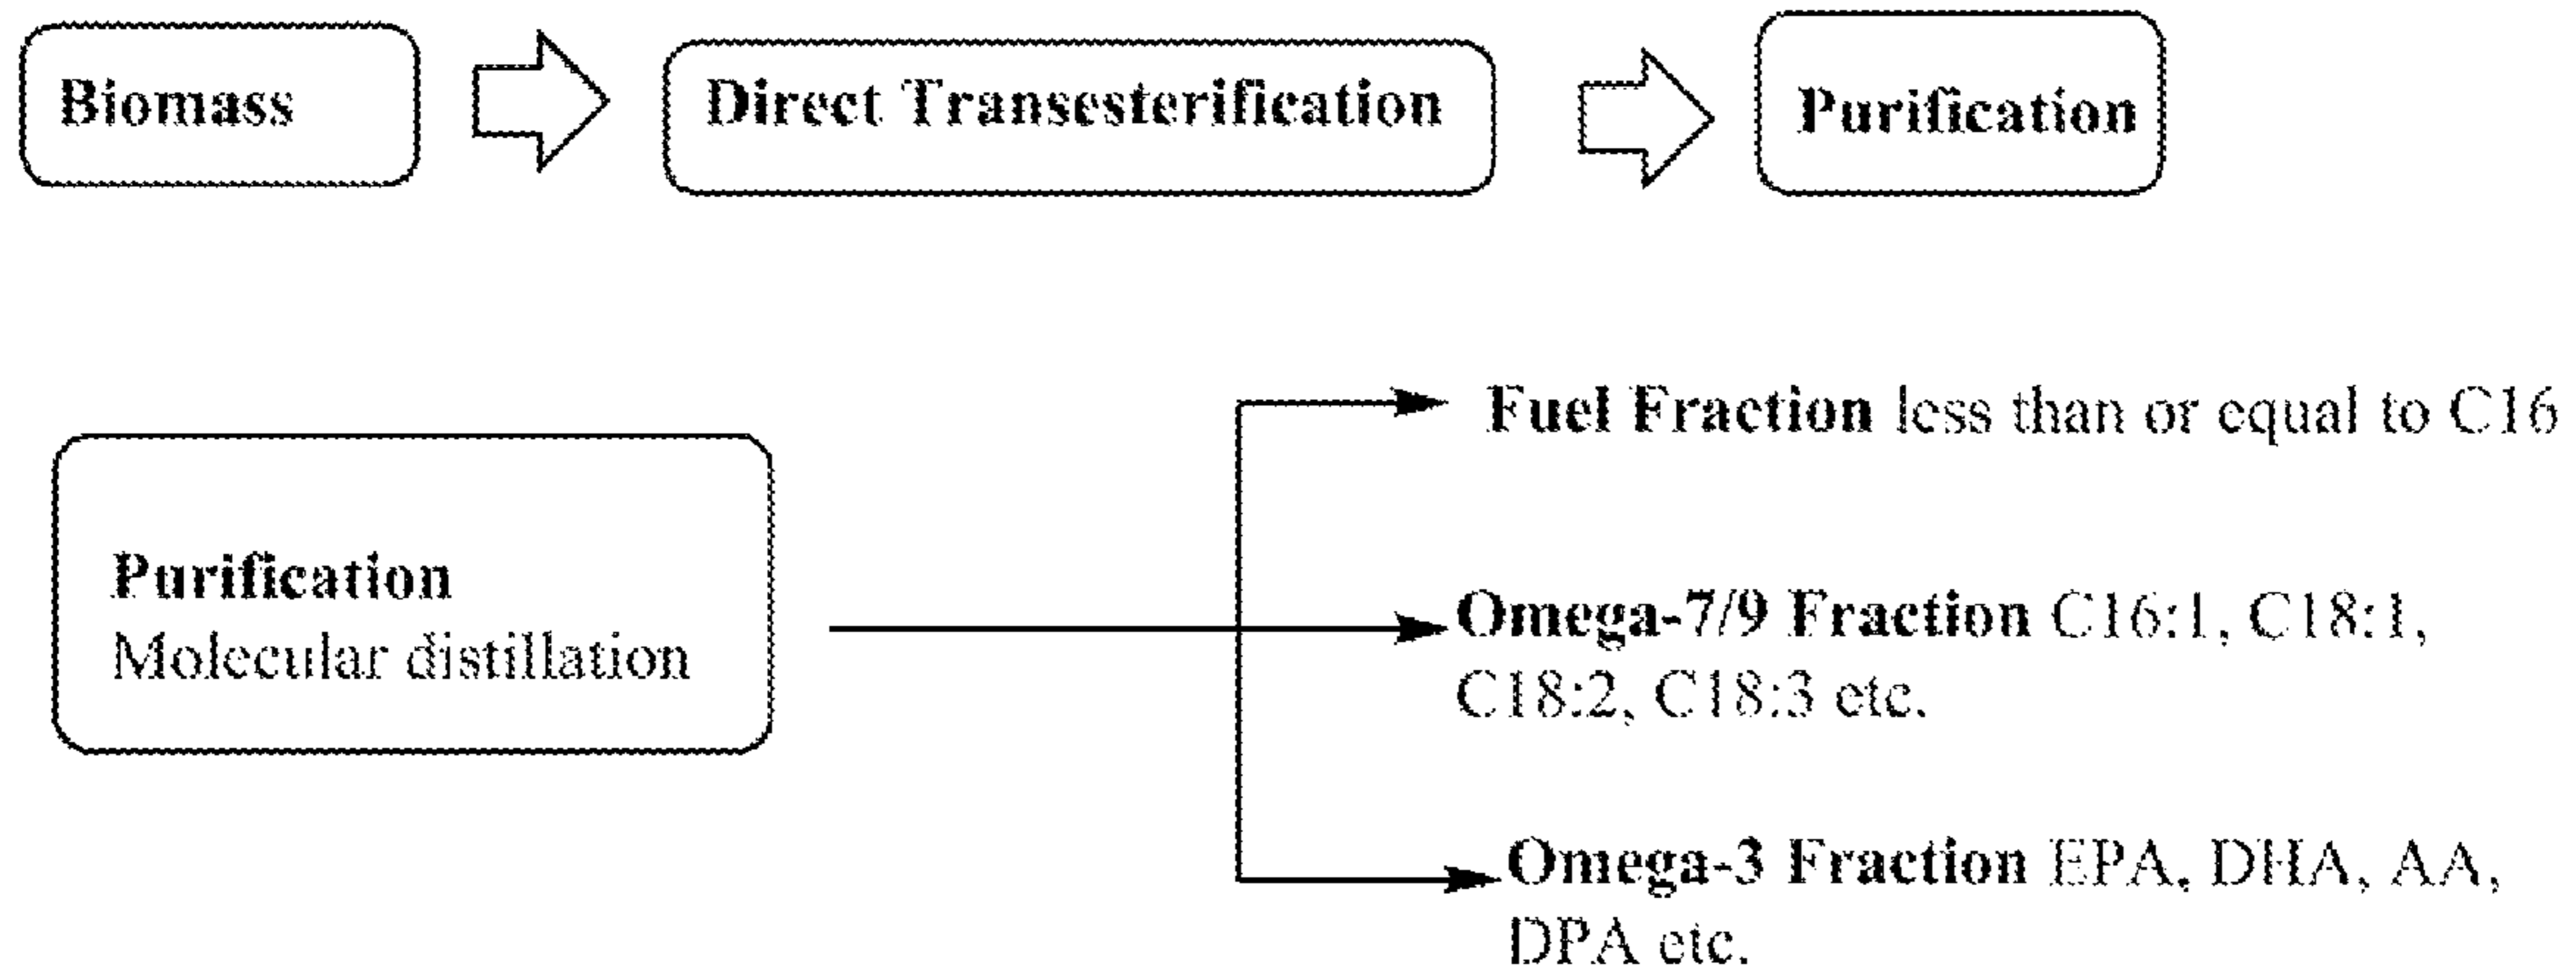 Biomass
Direct Transesterification
Purification
Fuel Fraction less than or equal to C16
Purification
Molecular distillation
Omega-7/9 Fraction C16:1, C18:1,
C18:2, C18:3 etc.
Omega-3 Fraction EPA, DHA, AA,
DPA etc.